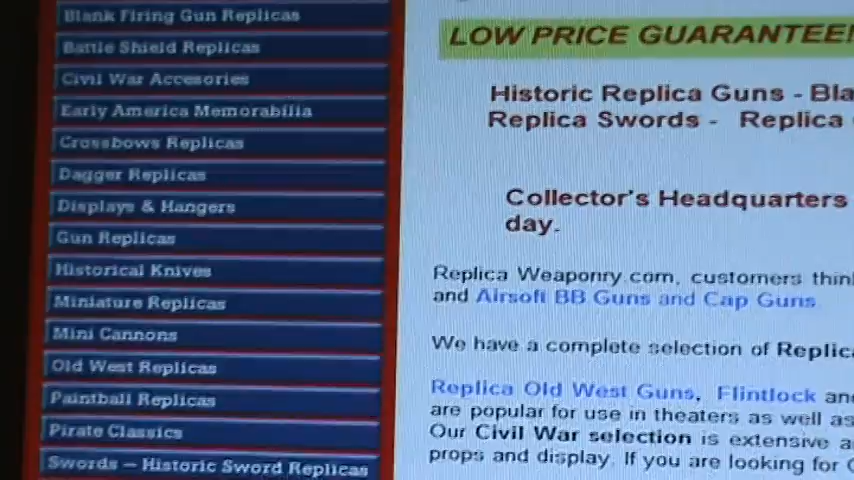 Blank Firing Gun Replicas
Battle Shield Replicas
Civil War Accesories
Early America Memorabilia
Crossbows Replicas
Dagger Replicas
Displays & Hangers
Gun Replicas
Historical Knives
Miniature Replicas
Mini Cannons
Old West Replicas
Paintball Replicas
Pirate Classics
Swords – Historic Sword Replicas
LOW PRICE GUARANTEE!
Historic Replica Guns - Bla
Replica Swords - Replica
Collector's Headquarters
day.
Replica Weaponry.com, customers thin
and Airsoft BB Guns and Cap Guns
We have a complete selection of Replic
Replica Old West Guns, Flintlock and
are popular for use in theaters as well as
Our Civil War selection is extensive a
props and display. If you are looking for